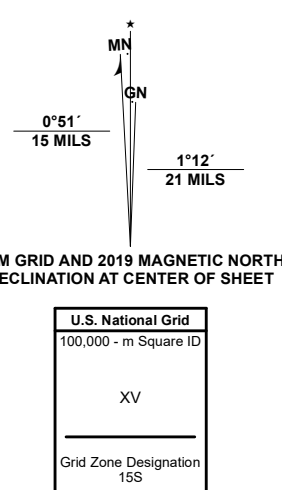 MN
GN
0°51´
15 MILS
1°12´
21 MILS
M GRID AND 2019 MAGNETIC NORTH
ECLINATION AT CENTER OF SHEET
U.S. National Grid
100,000 - m Square ID
XV
Grid Zone Designation
15S